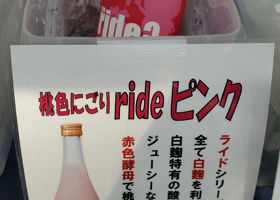 ride?
桃色にごり ride ピンク
ライドシリー
全て白麹を利
白麹特有の酸
ジューシーな
赤色酵母で桃